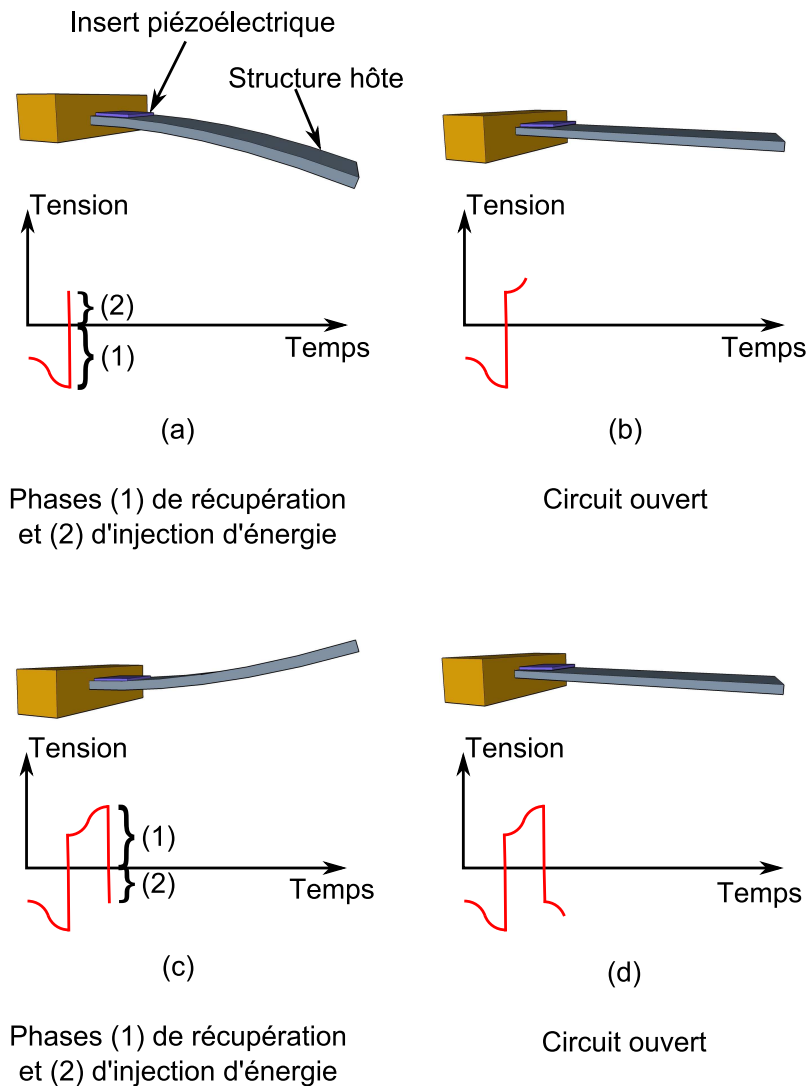 Insert piézoélectrique
Structure hôte
Tension
(2)
(1)
Temps
(a)
Phases (1) de récupération
et (2) d'injection d'énergie
Tension
Temps
(b)
Circuit ouvert
Tension
(1)
(2)
Temps
(c)
Phases (1) de récupération
et (2) d'injection d'énergie
Tension
Temps
(d)
Circuit ouvert